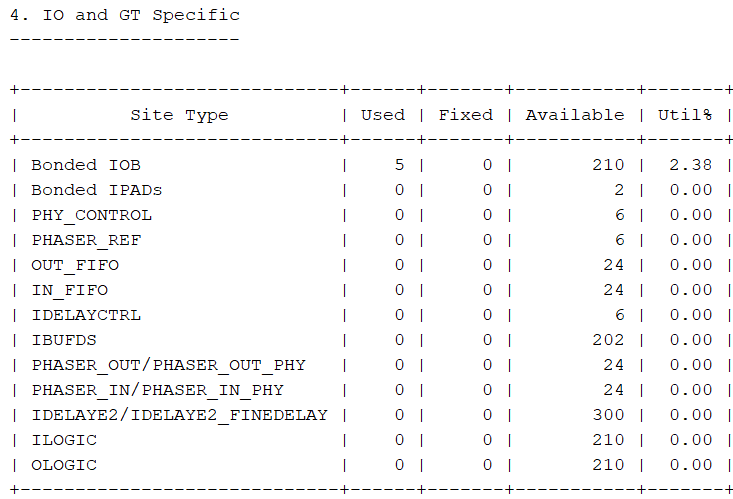 4. IO and GT Specific
---------------------

+-----------------------------+------+-------+-----------+-------+
|          Site Type          | Used | Fixed | Available | Util% |
+-----------------------------+------+-------+-----------+-------+
| Bonded IOB                  |    5 |     0 |       210 |  2.38 |
| Bonded IPADs                |    0 |     0 |         2 |  0.00 |
| PHY_CONTROL                 |    0 |     0 |         6 |  0.00 |
| PHASER_REF                  |    0 |     0 |         6 |  0.00 |
| OUT_FIFO                    |    0 |     0 |        24 |  0.00 |
| IN_FIFO                     |    0 |     0 |        24 |  0.00 |
| IDELAYCTRL                  |    0 |     0 |         6 |  0.00 |
| IBUFDS                      |    0 |     0 |       202 |  0.00 |
| PHASER_OUT/PHASER_OUT_PHY   |    0 |     0 |        24 |  0.00 |
| PHASER_IN/PHASER_IN_PHY     |    0 |     0 |        24 |  0.00 |
| IDELAYE2/IDELAYE2_FINEDELAY |    0 |     0 |       300 |  0.00 |
| ILOGIC                      |    0 |     0 |       210 |  0.00 |
| OLOGIC                      |    0 |     0 |       210 |  0.00 |
+-----------------------------+------+-------+-----------+-------+